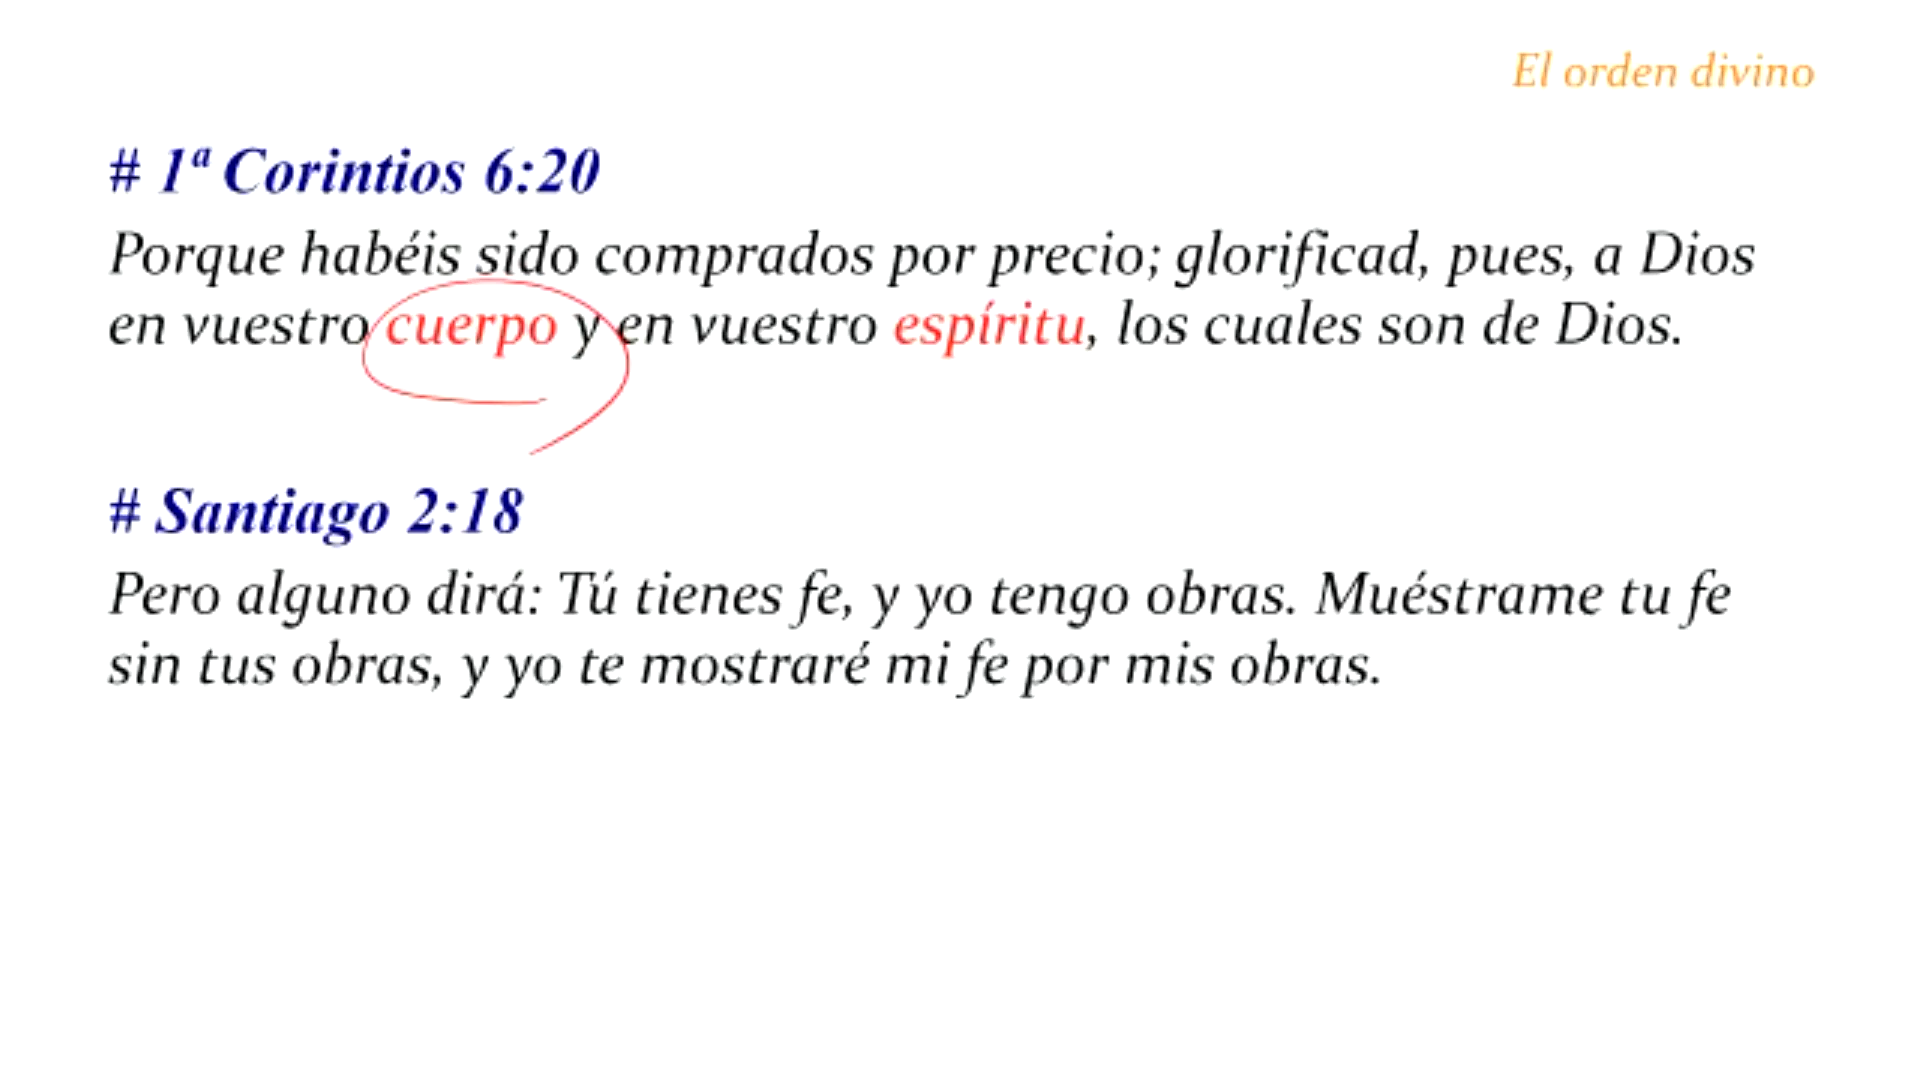 El orden divino
# 1ª Corintios 6:20
Porque habéis sido comprados por precio; glorificad, pues, a Dios
en vuestro cuerpo y en vuestro espíritu, los cuales son de Dios.
# Santiago 2:18
Pero alguno dirá: Tú tienes fe, y yo tengo obras. Muéstrame tu fe
sin tus obras, y yo te mostraré mi fe por mis obras.